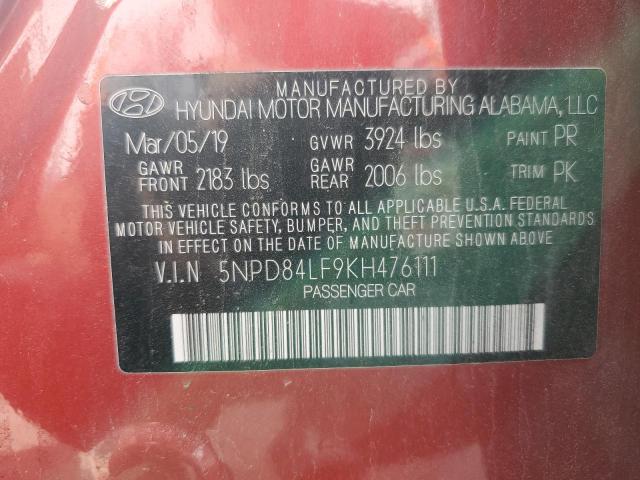 MANUFACTURED BY
HYUNDAI MOTOR MANUFACTURING ALABAMA, LLC
Mar/05/19 GVWR 3924 lbs PAINT PR
GAWR FRONT 2183 lbs GAWR REAR 2006 lbs TRIM PK
THIS VEHICLE CONFORMS TO ALL APPLICABLE U.S.A. FEDERAL
MOTOR VEHICLE SAFETY, BUMPER, AND THEFT PREVENTION STANDARDS
IN EFFECT ON THE DATE OF MANUFACTURE SHOWN ABOVE.
V.I.N 5NPD84LF9KH476111
PASSENGER CAR